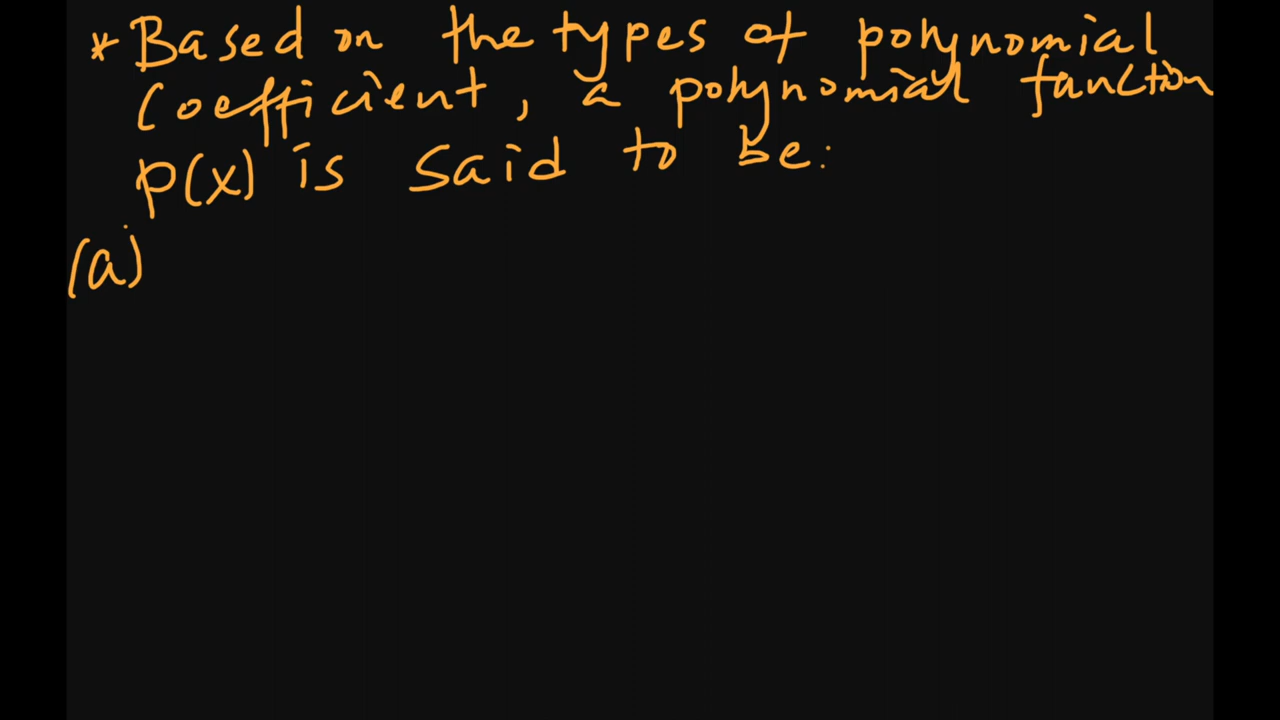 * Based on the types of polynomial
coefficient, a polynomial function
p(x) is said to be:
(a)